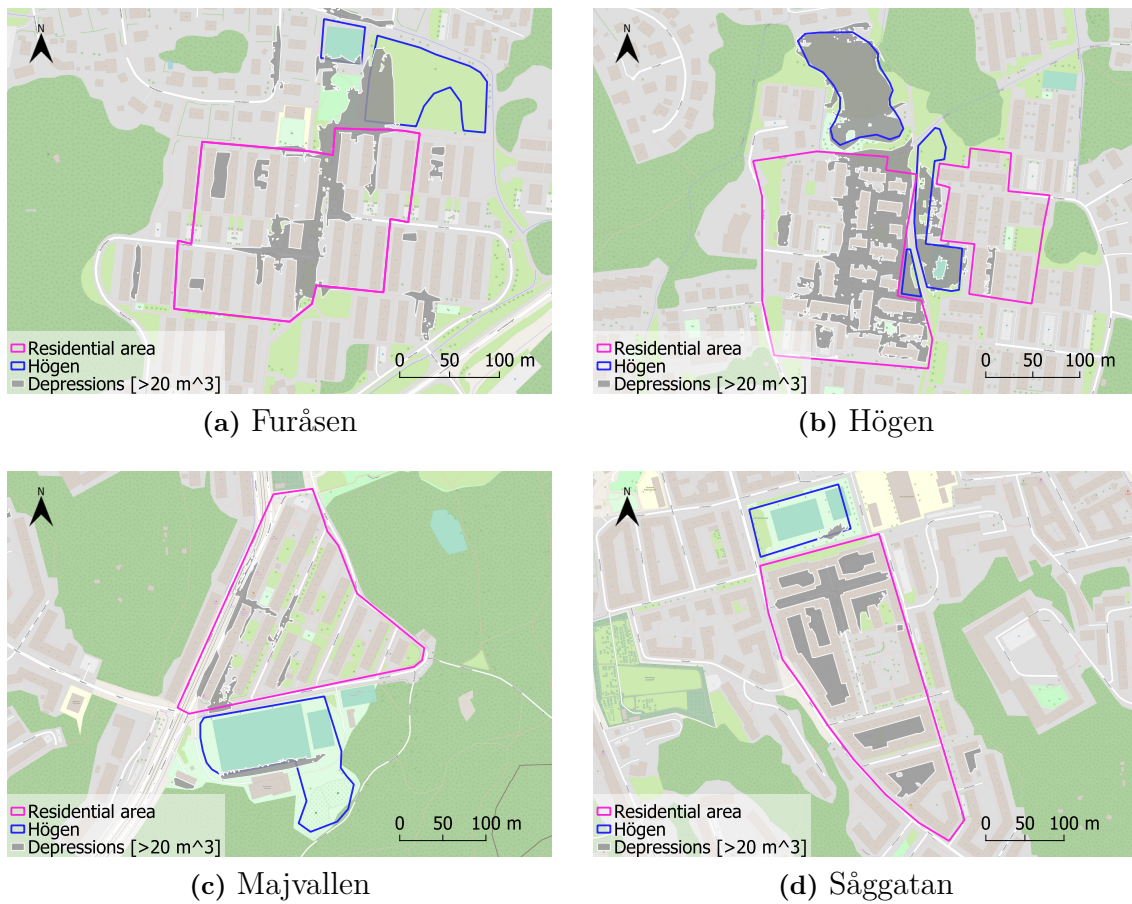 N
Residential area
Högen
Depressions [>20 m^3]
0 50 100 m
(a) Furåsen
N
Residential area
Högen
Depressions [>20 m^3]
0 50 100 m
(b) Högen
N
Residential area
Högen
Depressions [>20 m^3]
0 50 100 m
(c) Majvallen
N
Residential area
Högen
Depressions [>20 m^3]
0 50 100 m
(d) Såggatan